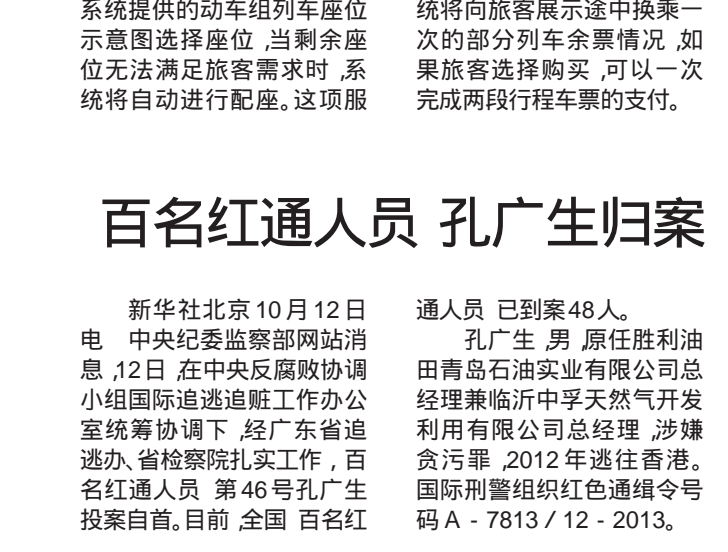 系统提供的动车组列车座位
示意图选择座位,当剩余座
位无法满足旅客需求时,系
统将自动进行配座。这项服
统将向旅客展示途中换乘一
次的部分列车余票情况,如
果旅客选择购买,可以一次
完成两段行程车票的支付。
百名红通人员 孔广生归案
新华社北京10月12日
电 中央纪委监察部网站消
息,12日,在中央反腐败协调
小组国际追逃追赃工作办公
室统筹协调下,经广东省追
逃办、省检察院扎实工作,百
名红通人员 第46号孔广生
投案自首。目前,全国 百名红
通人员 已到案48人。
孔广生,男,原任胜利油
田青岛石油实业有限公司总
经理兼临沂中孚天然气开发
利用有限公司总经理,涉嫌
贪污罪,2012年逃往香港。
国际刑警组织红色通缉令号
码A-7813/12-2013。